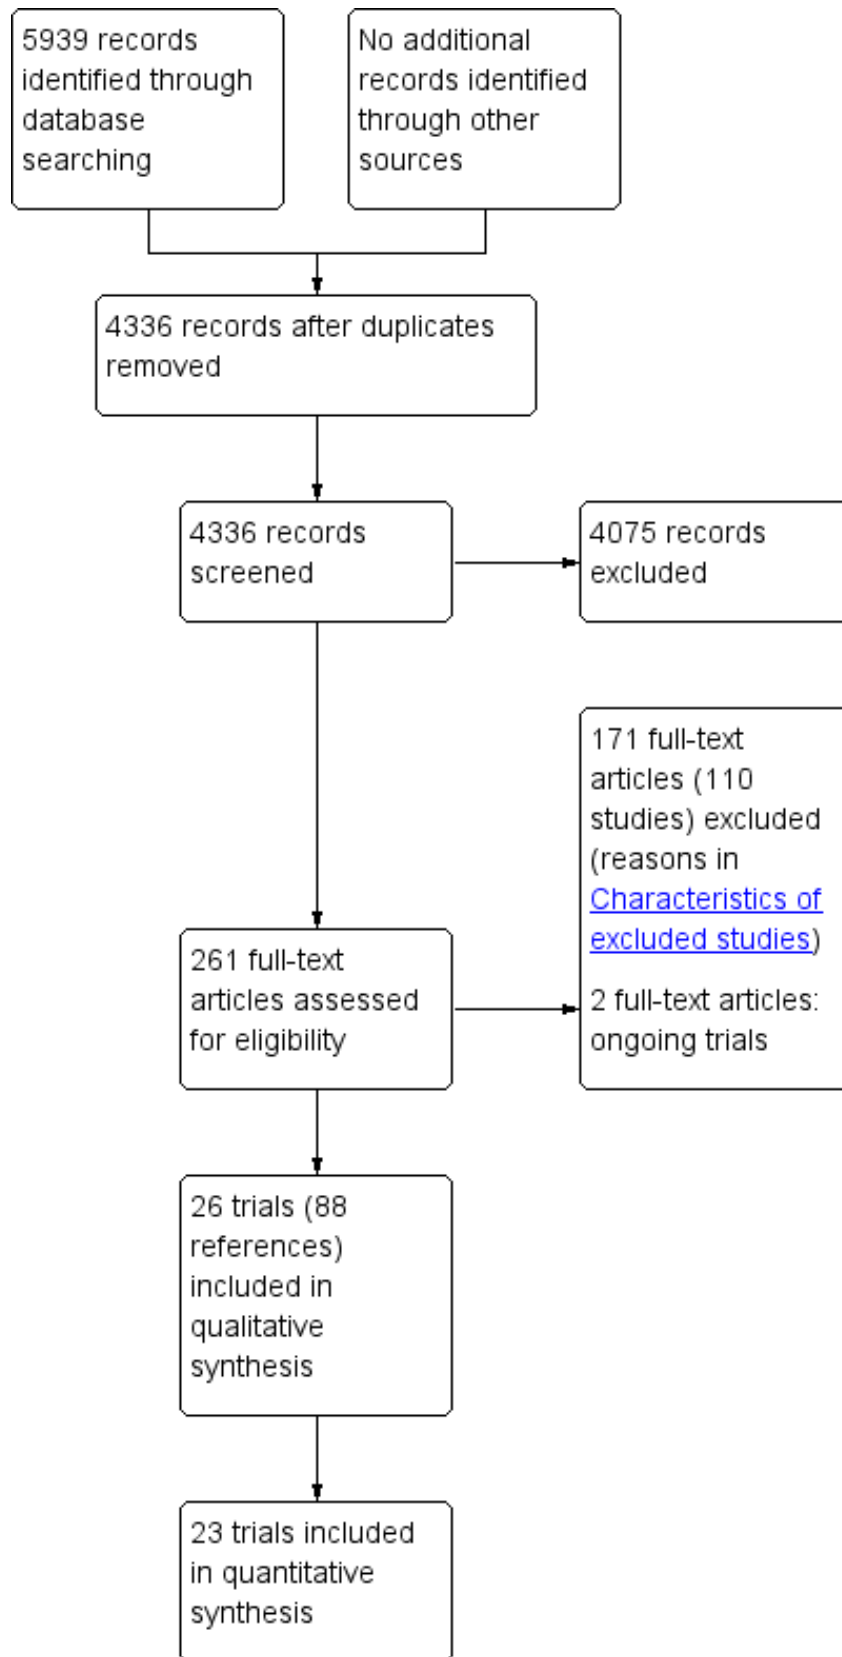 5939 records
identified through
database
searching
No additional
records identified
through other
sources
4336 records after duplicates
removed
4336 records
screened
4075 records
excluded
171 full-text
articles (110
studies) excluded
(reasons in
Characteristics of
excluded studies)
2 full-text articles:
ongoing trials
261 full-text
articles assessed
for eligibility
26 trials (88
references)
included in
qualitative
synthesis
23 trials included
in quantitative
synthesis